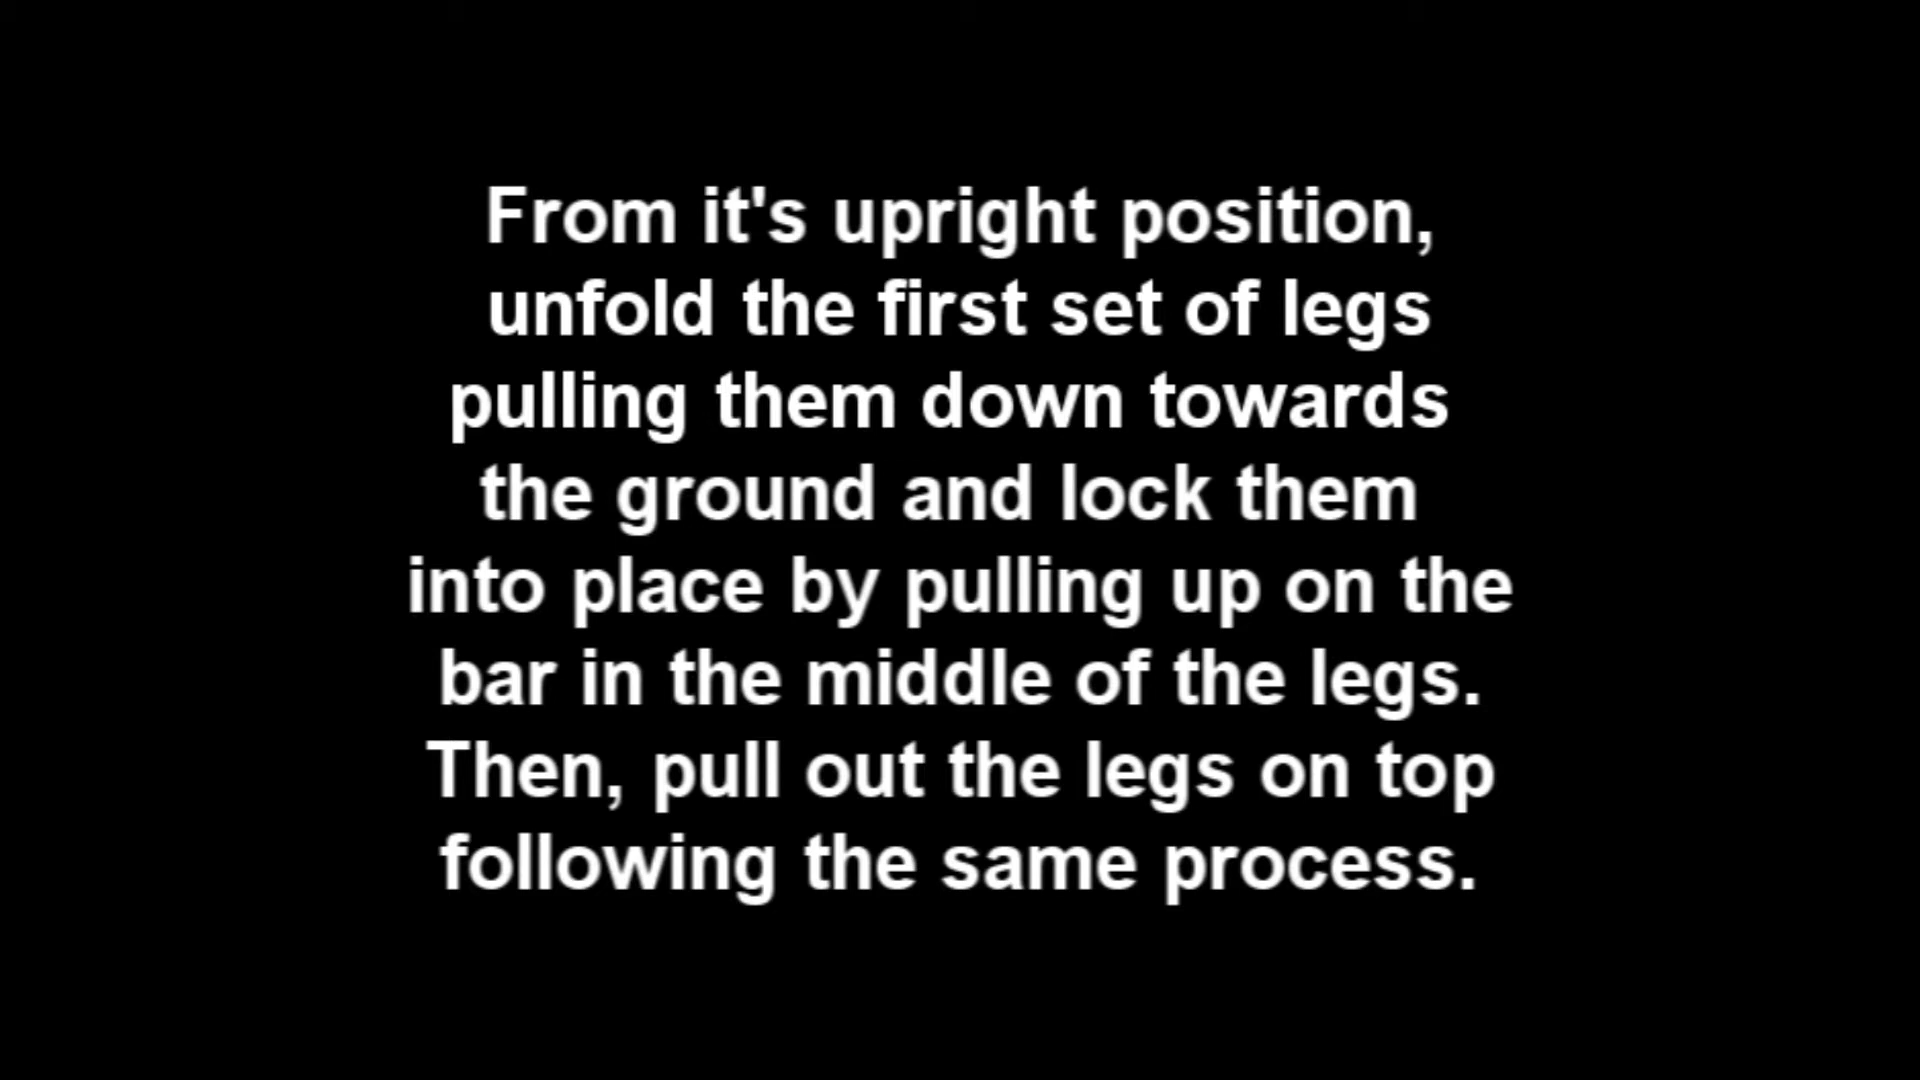 From it's upright position,
unfold the first set of legs
pulling them down towards
the ground and lock them
into place by pulling up on the
bar in the middle of the legs.
Then, pull out the legs on top
following the same process.